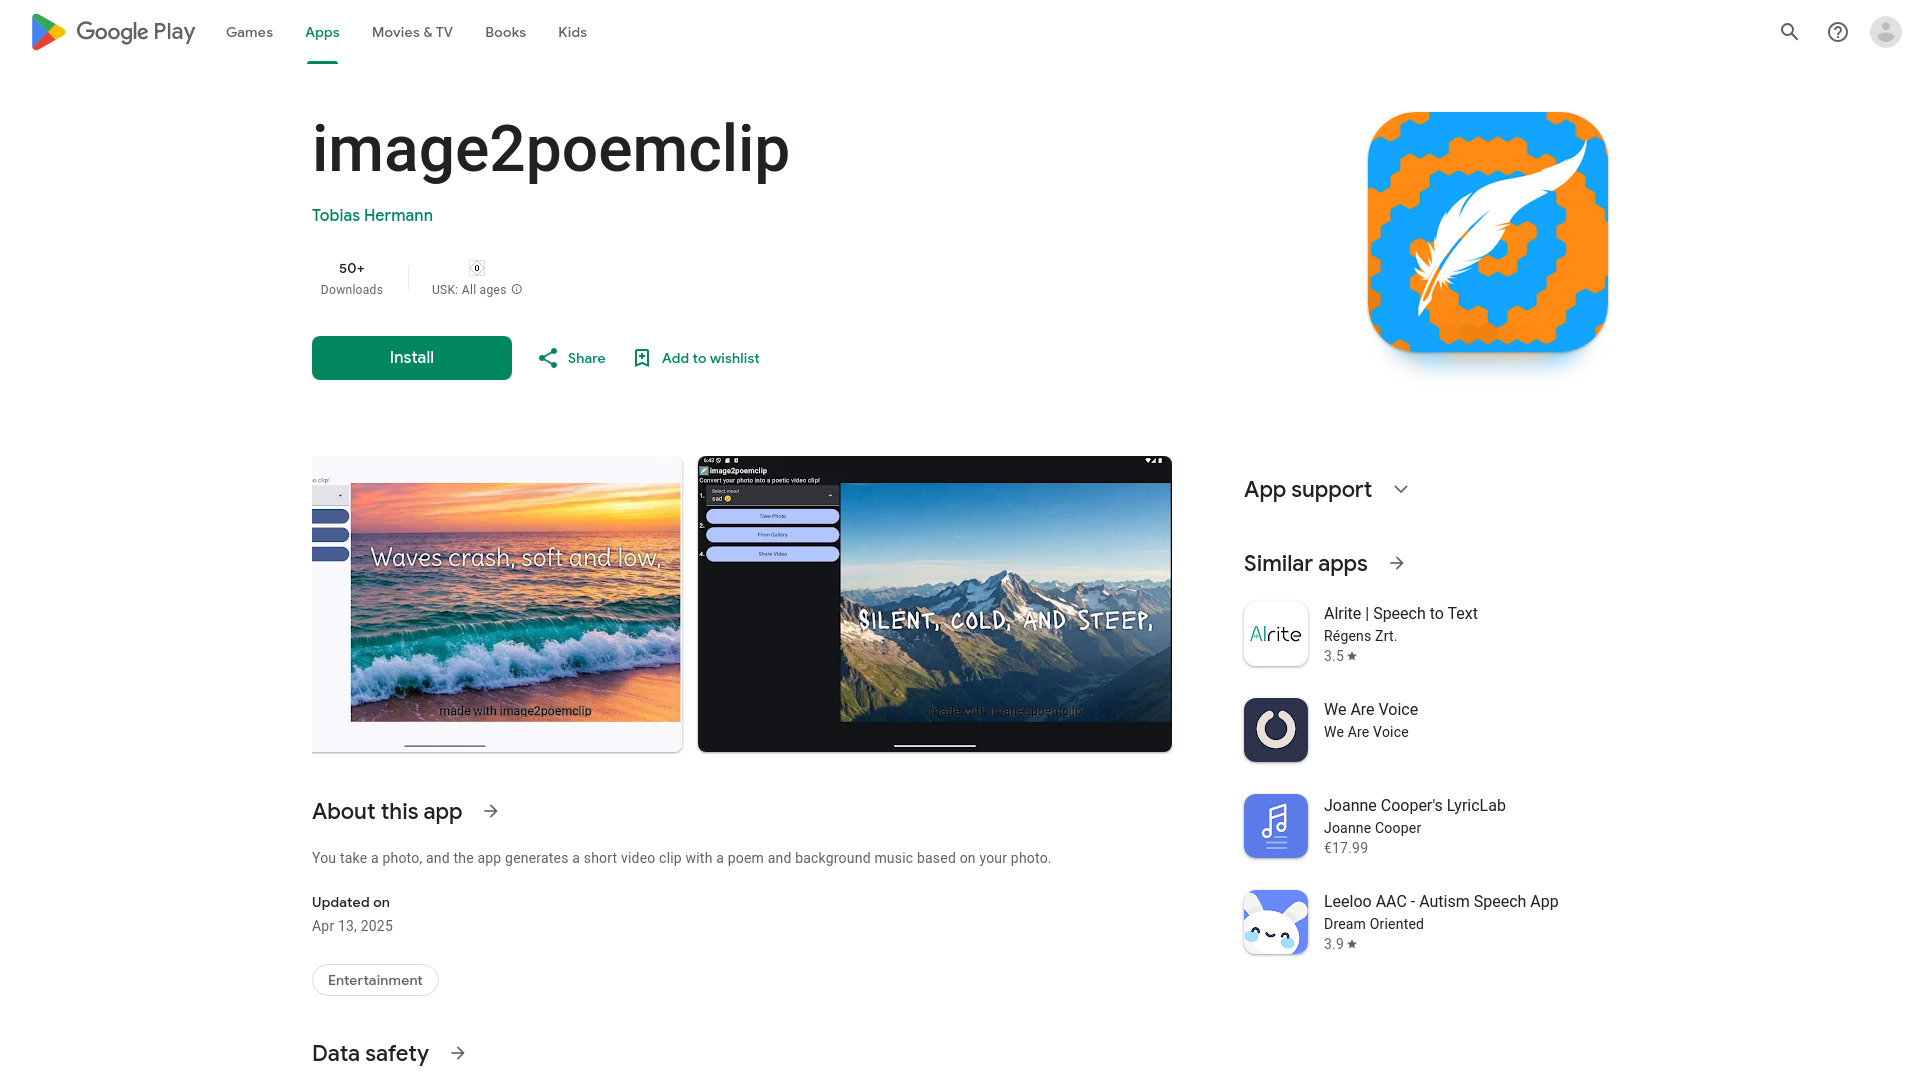 Google Play
Games
Apps
Movies & TV
Books
Kids
image2poemclip
Tobias Hermann
50+
Downloads
0
USK: All ages
Install
Share
Add to wishlist
o clip!
Waves crash, soft and low,
made with image2poemclip
6:43
image2poemclip
Convert your photo into a poetic video clip!
1.
Select mood
sad
2.
Take Photo
From Gallery
4.
Share Video
SILENT, COLD, AND STEEP,
made with image2poemclip
App support
Similar apps
Alrite
Alrite | Speech to Text
Régens Zrt.
3.5
We Are Voice
We Are Voice
Joanne Cooper's LyricLab
Joanne Cooper
€17.99
Leeloo AAC - Autism Speech App
Dream Oriented
3.9
About this app
You take a photo, and the app generates a short video clip with a poem and background music based on your photo.
Updated on
Apr 13, 2025
Entertainment
Data safety